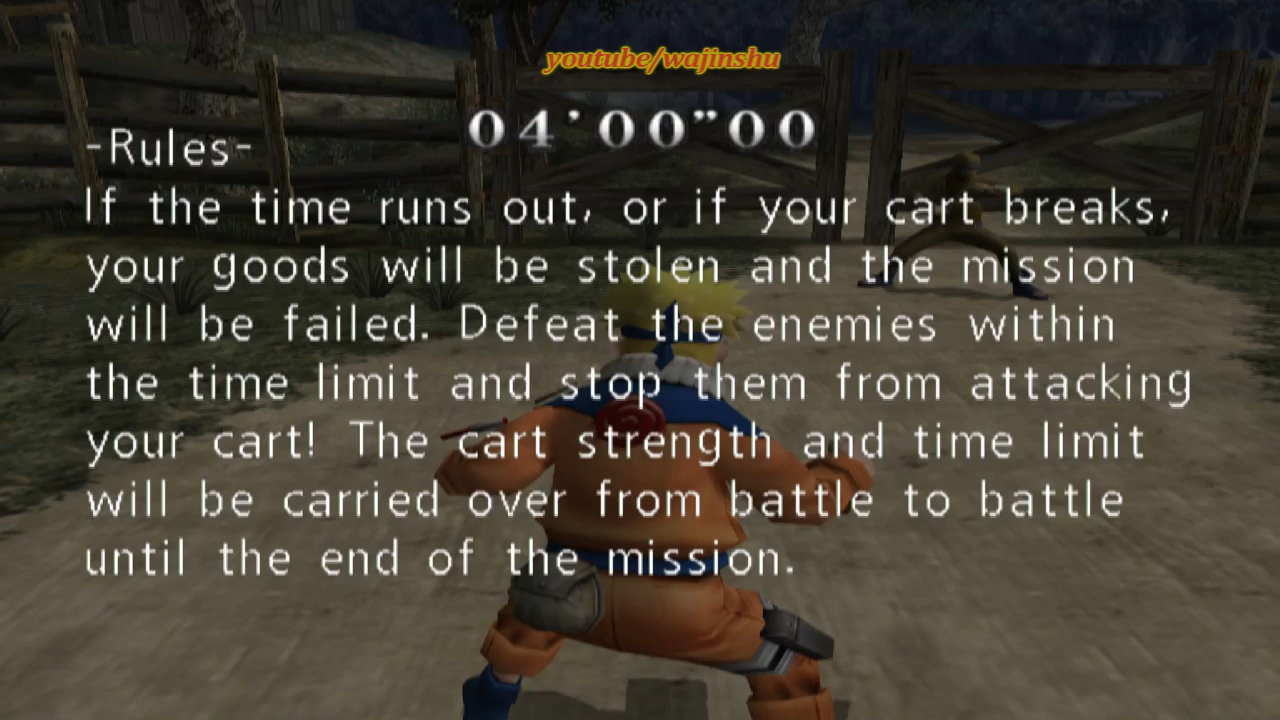 youtube/wajinshu
04'00"00
-Rules-
If the time runs out, or if your cart breaks,
your goods will be stolen and the mission
will be failed. Defeat the enemies within
the time limit and stop them from attacking
your cart! The cart strength and time limit
will be carried over from battle to battle
until the end of the mission.